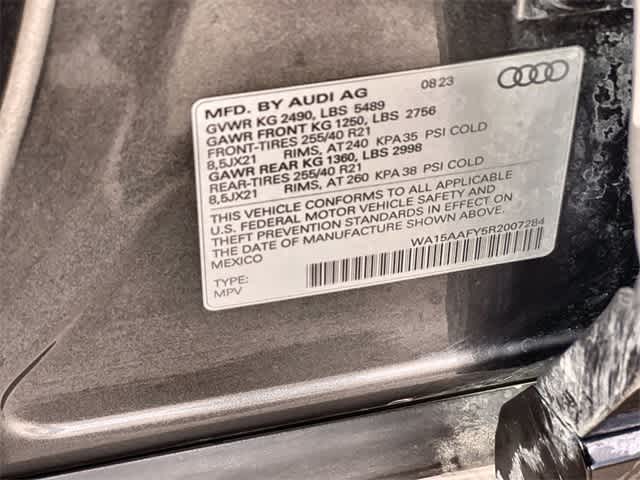 MFD. BY AUDI AG 08 23
GVWR KG 2490, LBS 5489
GAWR FRONT KG 1250, LBS 2756
FRONT-TIRES 255/40 R21
8,5JX21 RIMS, AT 240 KPA 35 PSI COLD
GAWR REAR KG 1360, LBS 2998
REAR-TIRES 255/40 R21
8,5JX21 RIMS, AT 260 KPA 38 PSI COLD
THIS VEHICLE CONFORMS TO ALL APPLICABLE
U.S. FEDERAL MOTOR VEHICLE SAFETY AND
THEFT PREVENTION STANDARDS IN EFFECT ON
THE DATE OF MANUFACTURE SHOWN ABOVE.
MEXICO WA15AAFY5R2007284
TYPE:
MPV